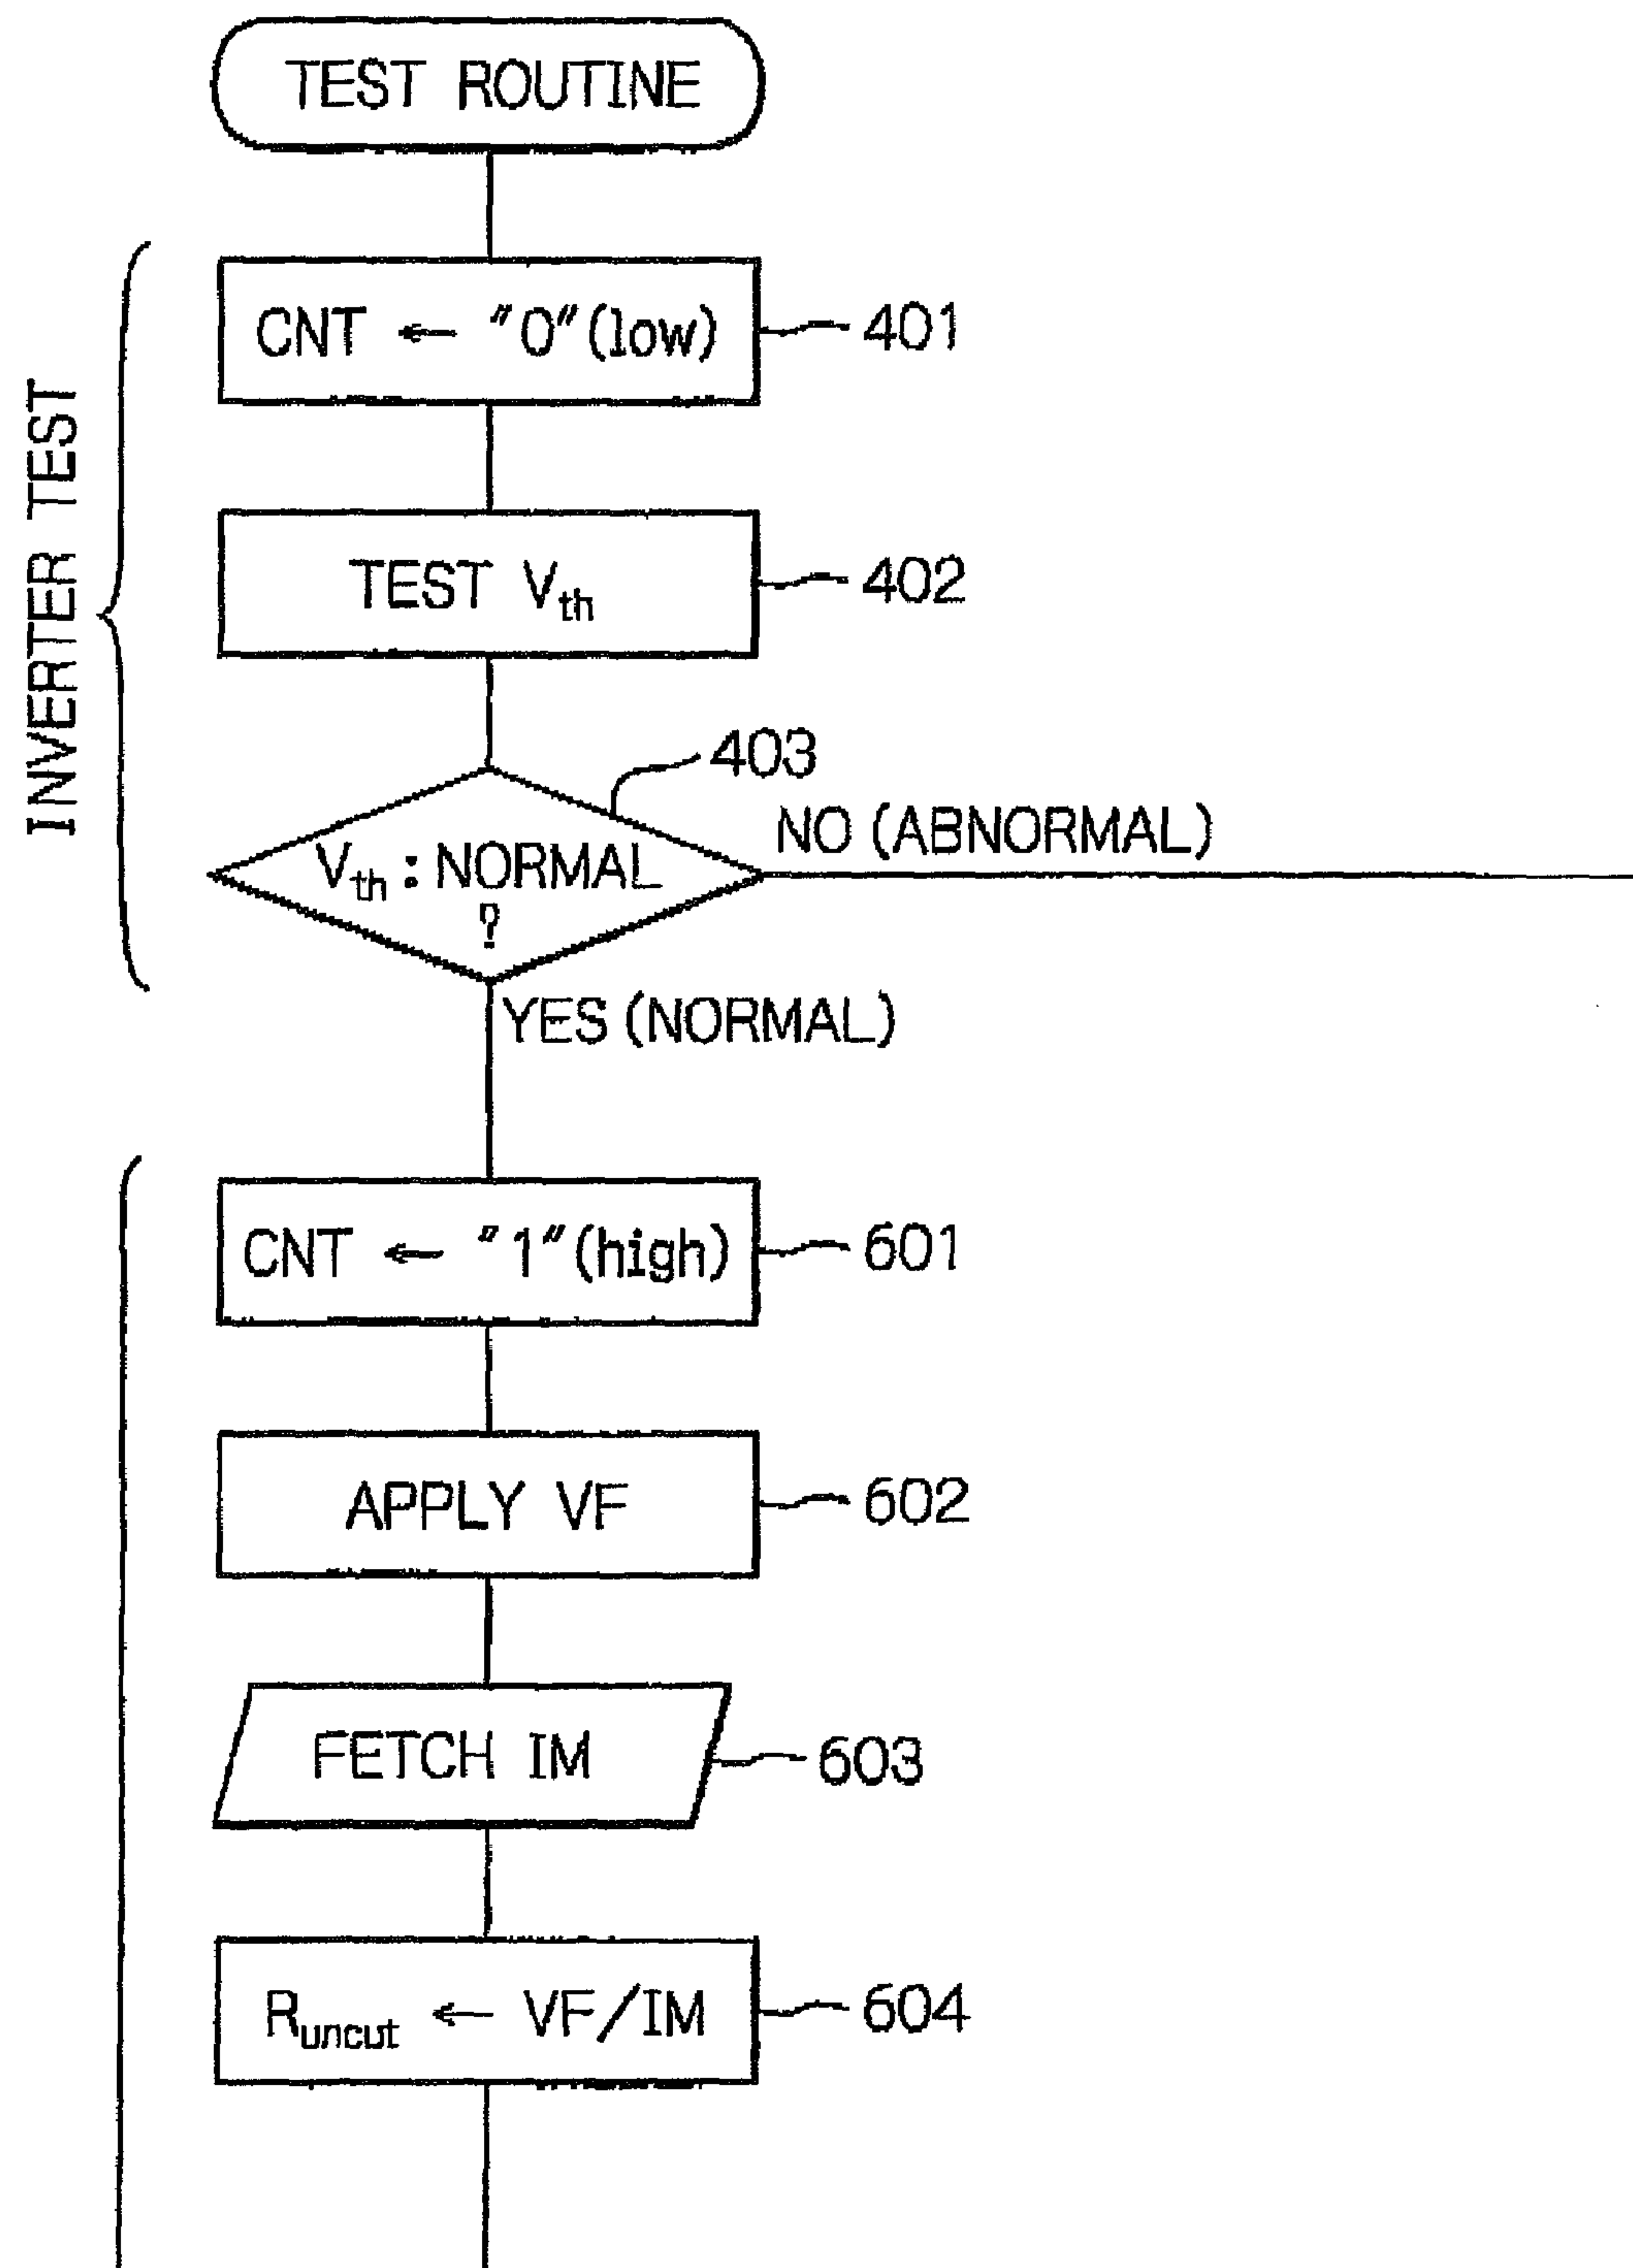 TEST ROUTINE
INVERTER TEST
CNT ← "0"(low)
401
TEST Vth
402
403
Vth : NORMAL
?
NO (ABNORMAL)
YES (NORMAL)
CNT ← "1"(high)
601
APPLY VF
602
FETCH IM
603
Runcut ← VF/IM
604